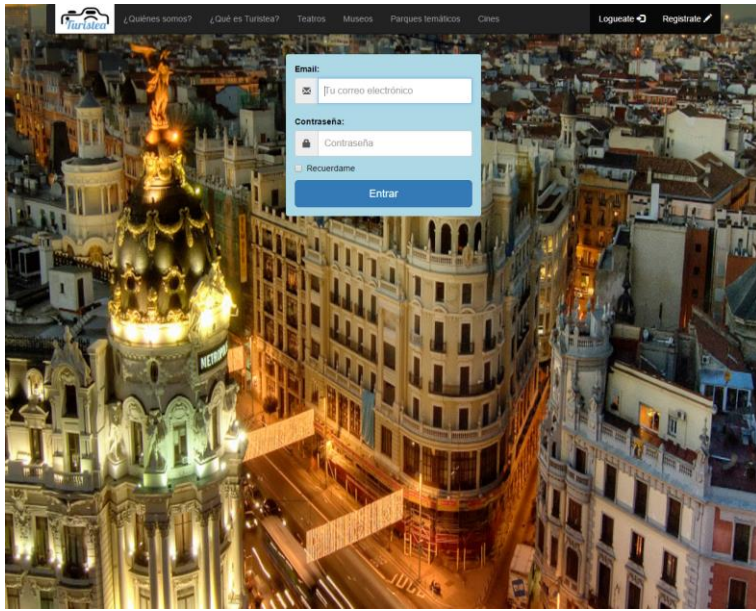 Turistea
¿Quiénes somos? ¿Qué es Turistea? Teatros Museos Parques temáticos Cines Logueate Registrate
Email:
Tu correo electrónico
Contraseña:
Contraseña
Recuerdame
Entrar